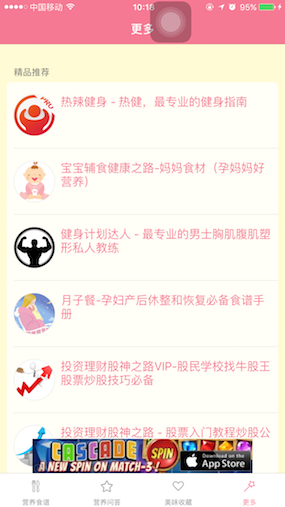 中国移动
10:18
95%
更多
精品推荐
PRO
热辣健身 - 热健，最专业的健身指南
宝宝辅食健康之路-妈妈食材（孕妈妈好
营养）
健身计划达人 - 最专业的男士胸肌腹肌塑
形私人教练
月子餐-孕妇产后休整和恢复必备食谱手
册
投资理财股神之路VIP-股民学校找牛股王
股票炒股技巧必备
投资理财股神之路 - 股票入门教程炒股公
CASCADE SPIN
A NEW SPIN ON MATCH-3!
Download on the
App Store
营养食谱
营养问答
美味收藏
更多